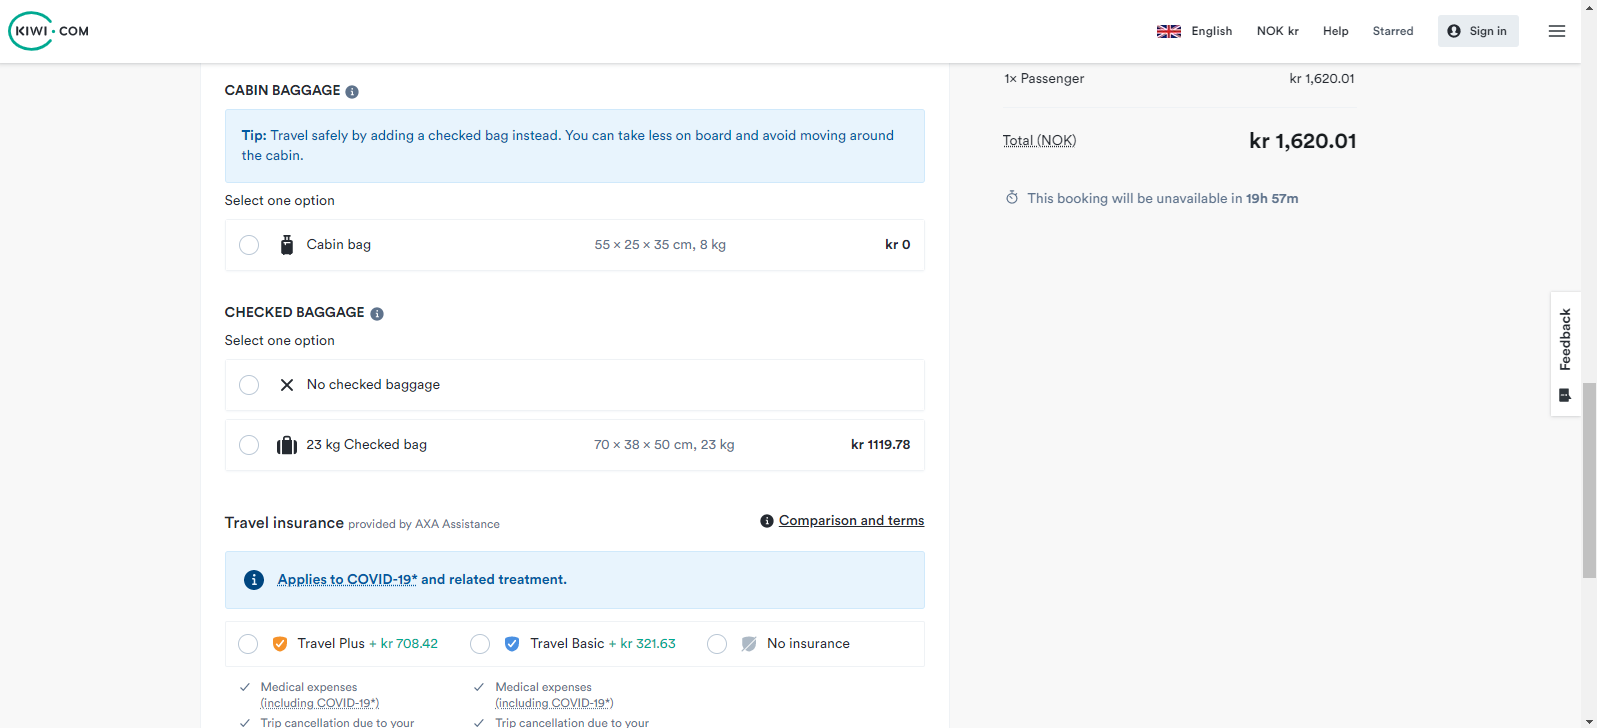 KIWI.COM
English
NOK kr
Help
Starred
Sign in
CABIN BAGGAGE
Tip: Travel safely by adding a checked bag instead. You can take less on board and avoid moving around
the cabin.
Select one option
Cabin bag 55 × 25 × 35 cm, 8 kg kr 0
CHECKED BAGGAGE
Select one option
No checked baggage
23 kg Checked bag 70 × 38 × 50 cm, 23 kg kr 1119.78
Travel insurance provided by AXA Assistance
Comparison and terms
Applies to COVID-19* and related treatment.
Travel Plus + kr 708.42
Travel Basic + kr 321.63
No insurance
Medical expenses
(including COVID-19*)
Trip cancellation due to your
Medical expenses
(including COVID-19*)
Trip cancellation due to your
1× Passenger kr 1,620.01
Total (NOK) kr 1,620.01
This booking will be unavailable in 19h 57m
Feedback